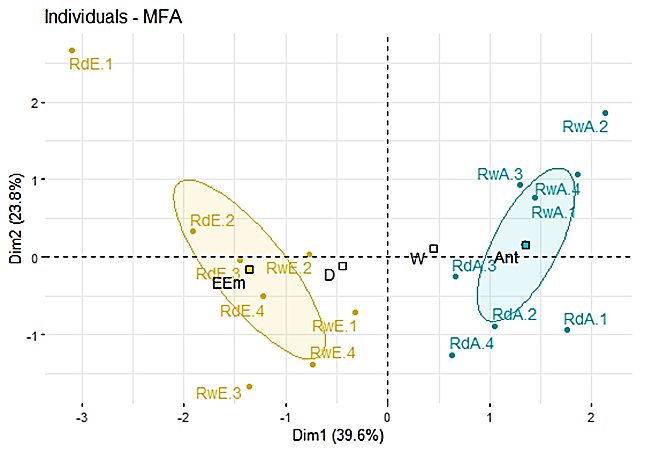 Individuals - MFA
RdE.1
RwA.2
RwA.3
RwA.4
RwA.1
RdE.2
W
Ant
RdE.3
RwE.2
D
RdA.3
EEm
RdE.4
RwE.1
RdA.2
RdA.1
RwE.4
RdA.4
RwE.3
2
1
0
-1
Dim2 (23.8%)
-3
-2
-1
0
1
2
Dim1 (39.6%)